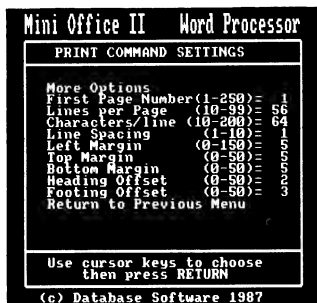 Mini Office II Word Processor
PRINT COMMAND SETTINGS
More Options
First Page Number(1-250)= 1
Lines per Page (10-99)= 56
Characters/line (10-200)= 64
Line Spacing (1-10)= 1
Left Margin (0-150)= 5
Top Margin (0-50)= 5
Bottom Margin (0-50)= 5
Heading Offset (0-50)= 2
Footing Offset (0-50)= 3
Return to Previous Menu
Use cursor keys to choose
then press RETURN
(c) Database Software 1987